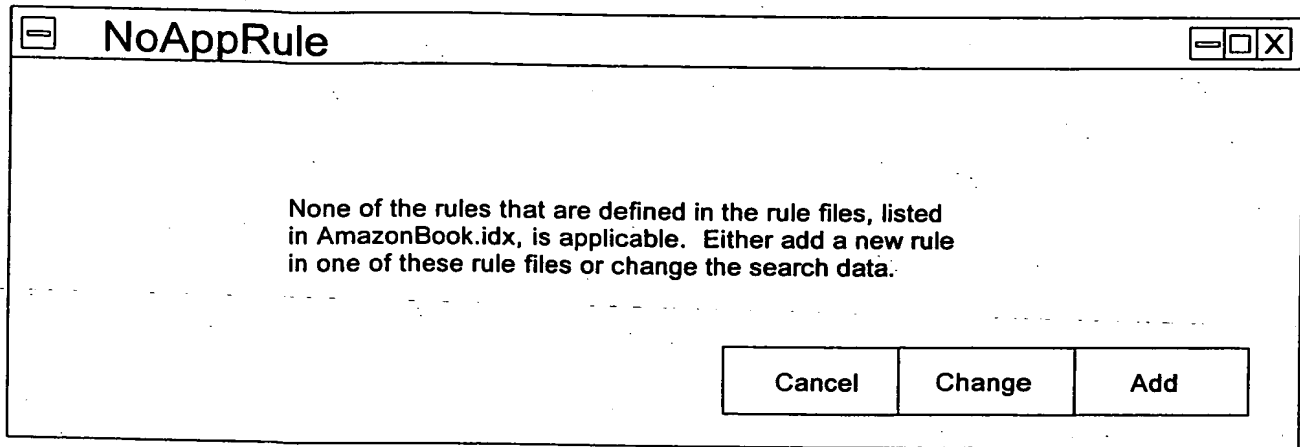 NoAppRule
None of the rules that are defined in the rule files, listed
in AmazonBook.idx, is applicable. Either add a new rule
in one of these rule files or change the search data.
Cancel Change Add